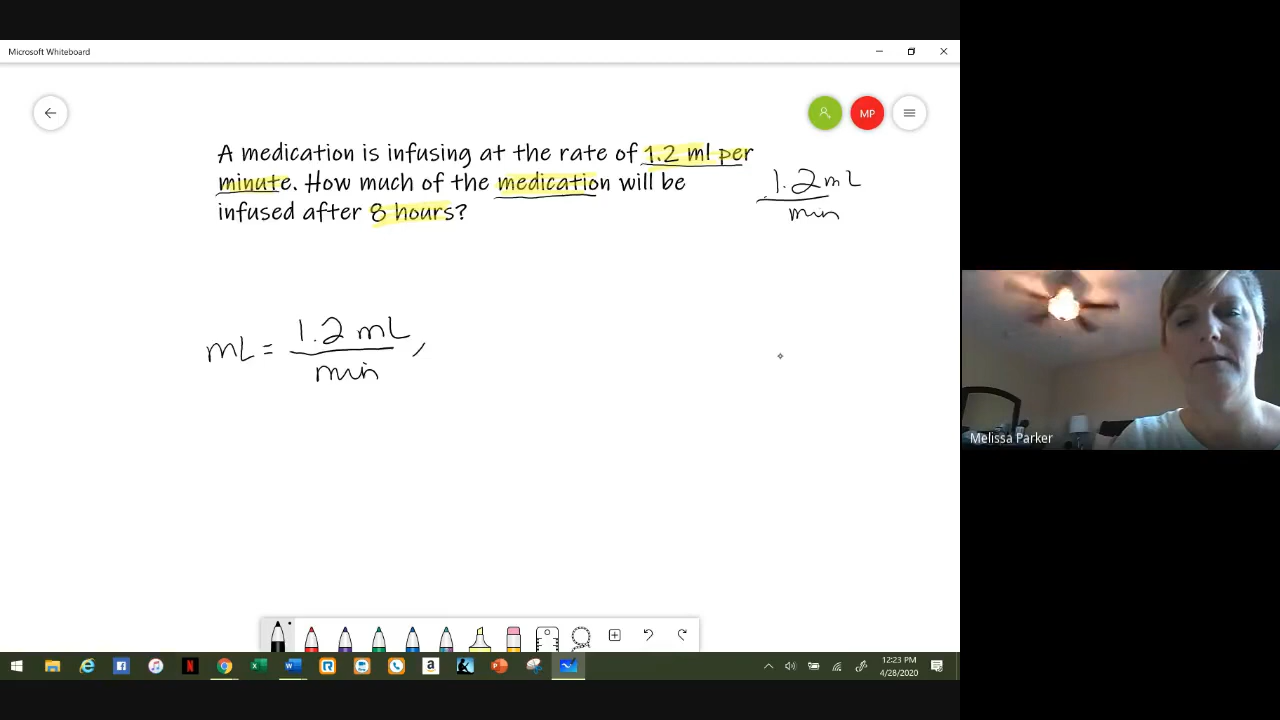 Microsoft Whiteboard
MP
A medication is infusing at the rate of 1.2 ml per
minute. How much of the medication will be
infused after 8 hours?
1.2 mL
min
mL = 1.2 mL
min
Melissa Parker
12:23 PM
4/28/2020